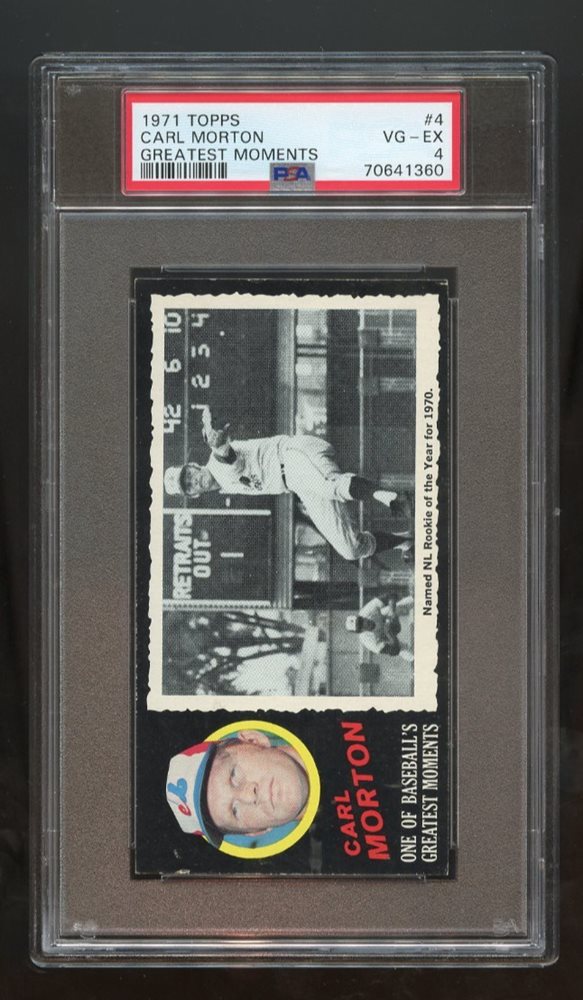 1971 TOPPS #4
CARL MORTON VG-EX
GREATEST MOMENTS 4
PSA 70641360
42 6 10
1 2 3 4
RETRAITS
OUT
1
Named NL Rookie of the Year for 1970.
eb
CARL
MORTON
ONE OF BASEBALL'S
GREATEST MOMENTS